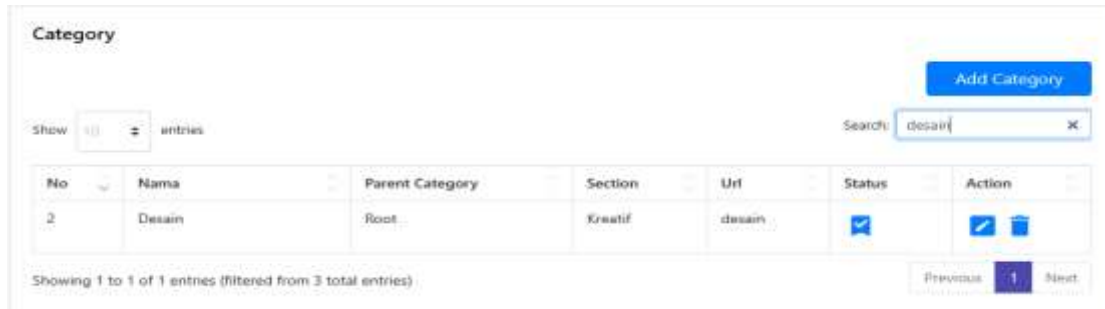 Category
Add Category
Show 10 entries
Search: desain
No Nama Parent Category Section Url Status Action
2 Desain Root Kreatif desain
Showing 1 to 1 of 1 entries (filtered from 3 total entries)
Previous 1 Next